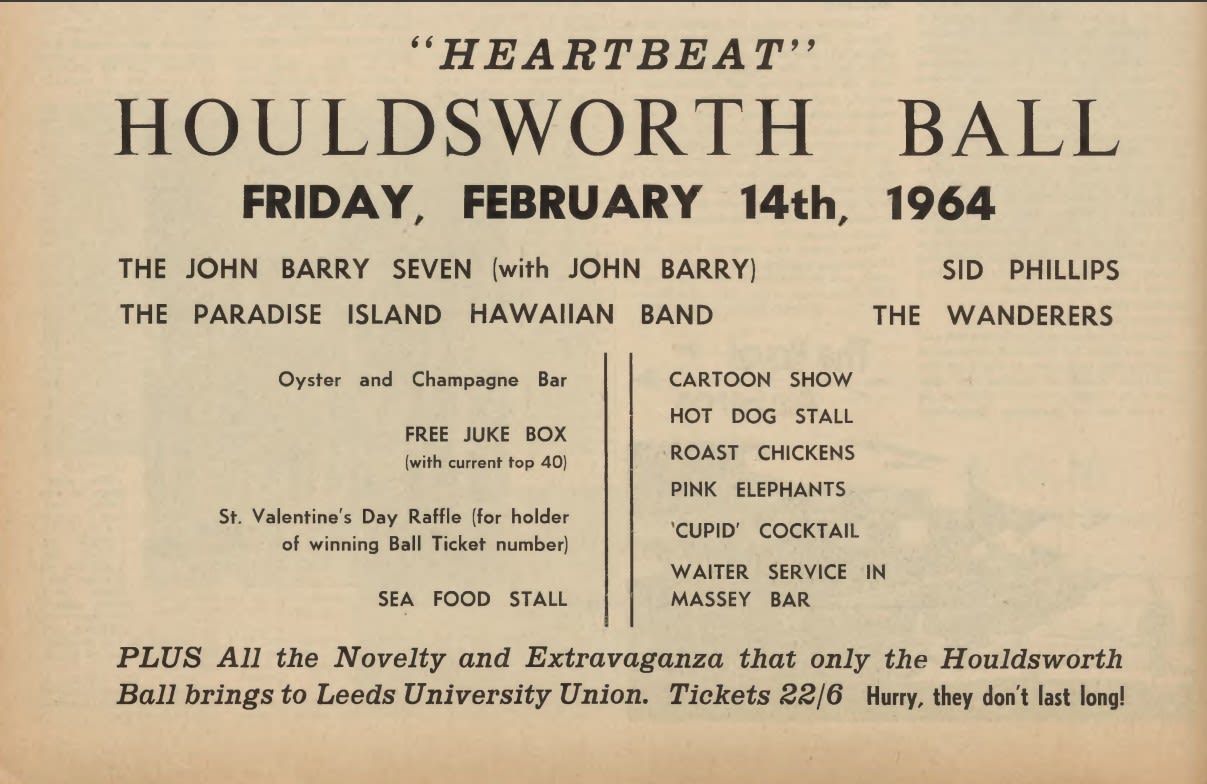 "HEARTBEAT"
HOULDSWORTH BALL
FRIDAY, FEBRUARY 14th, 1964
THE JOHN BARRY SEVEN (with JOHN BARRY) SID PHILLIPS
THE PARADISE ISLAND HAWAIIAN BAND THE WANDERERS
Oyster and Champagne Bar
FREE JUKE BOX
(with current top 40)
St. Valentine's Day Raffle (for holder
of winning Ball Ticket number)
SEA FOOD STALL
CARTOON SHOW
HOT DOG STALL
ROAST CHICKENS
PINK ELEPHANTS
'CUPID' COCKTAIL
WAITER SERVICE IN
MASSEY BAR
PLUS All the Novelty and Extravaganza that only the Houldsworth
Ball brings to Leeds University Union. Tickets 22/6 Hurry, they don't last long!